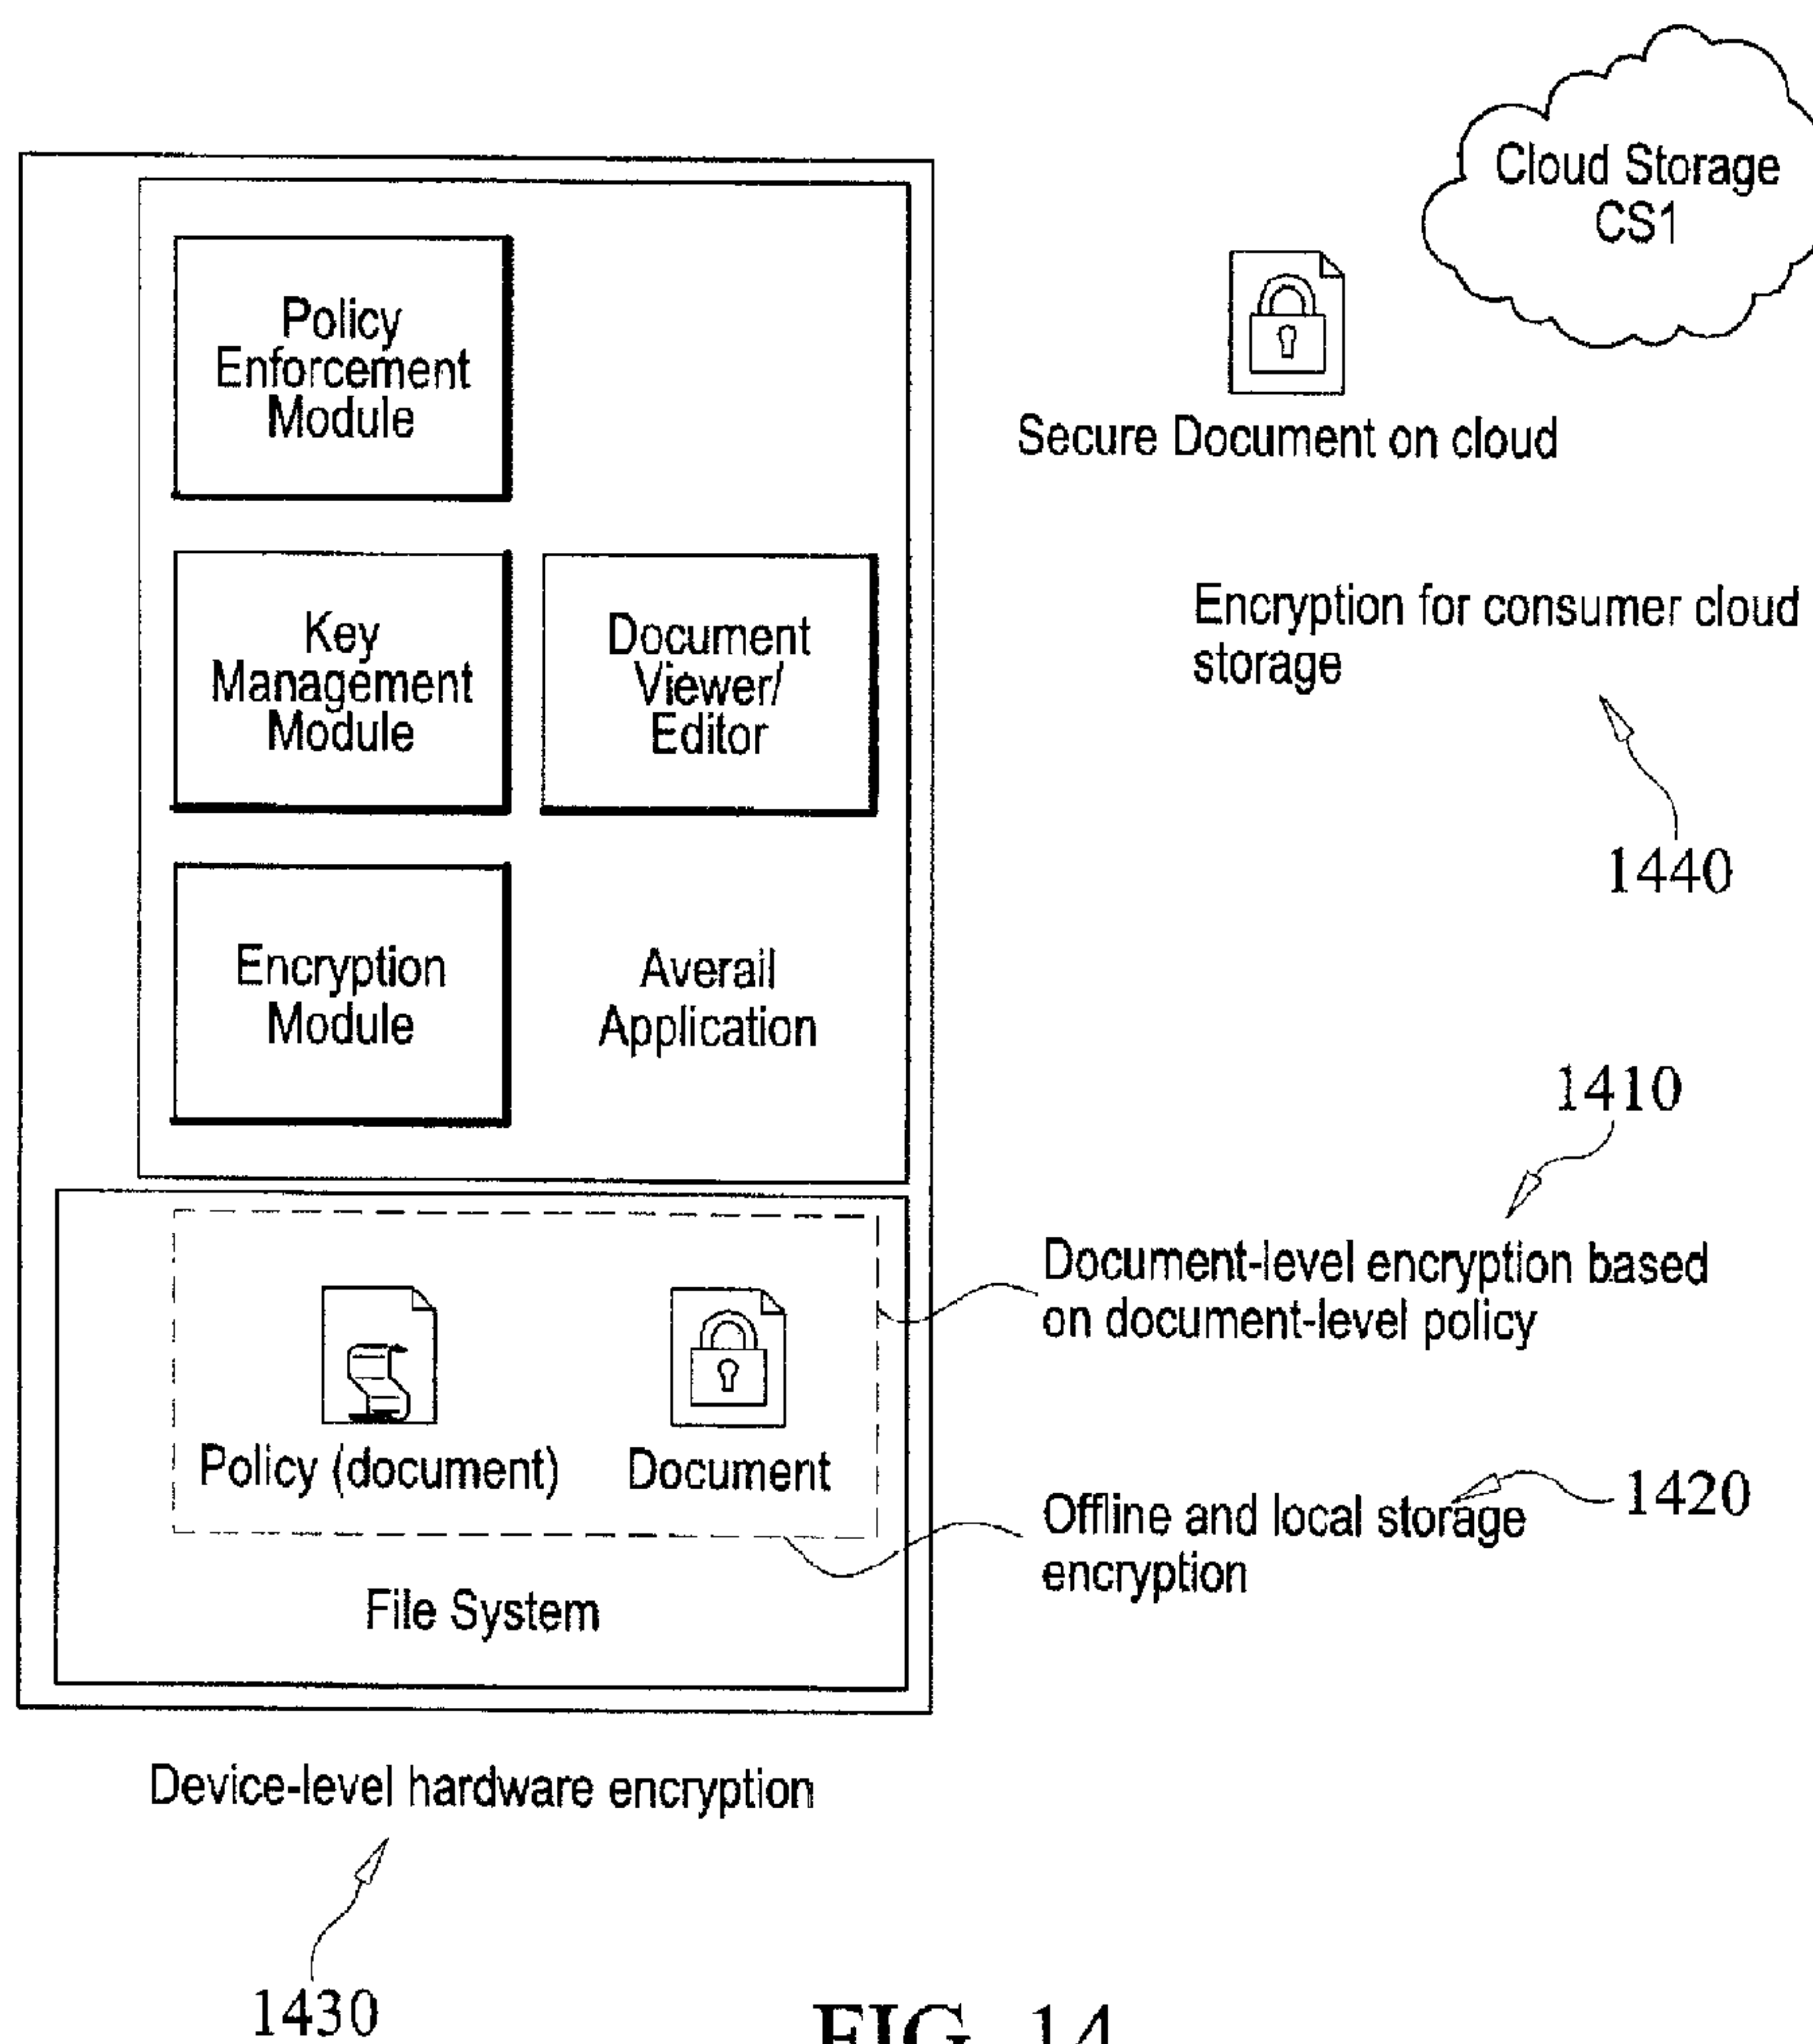 Cloud Storage
CS1
Policy
Enforcement
Module
Secure Document on cloud
Key
Management
Module
Document
Viewer/
Editor
Encryption for consumer cloud
storage
1440
Encryption
Module
Averail
Application
1410
Document-level encryption based
on document-level policy
Policy (document)
Document
Offline and local storage
encryption
1420
File System
Device-level hardware encryption
1430
FIG. 14